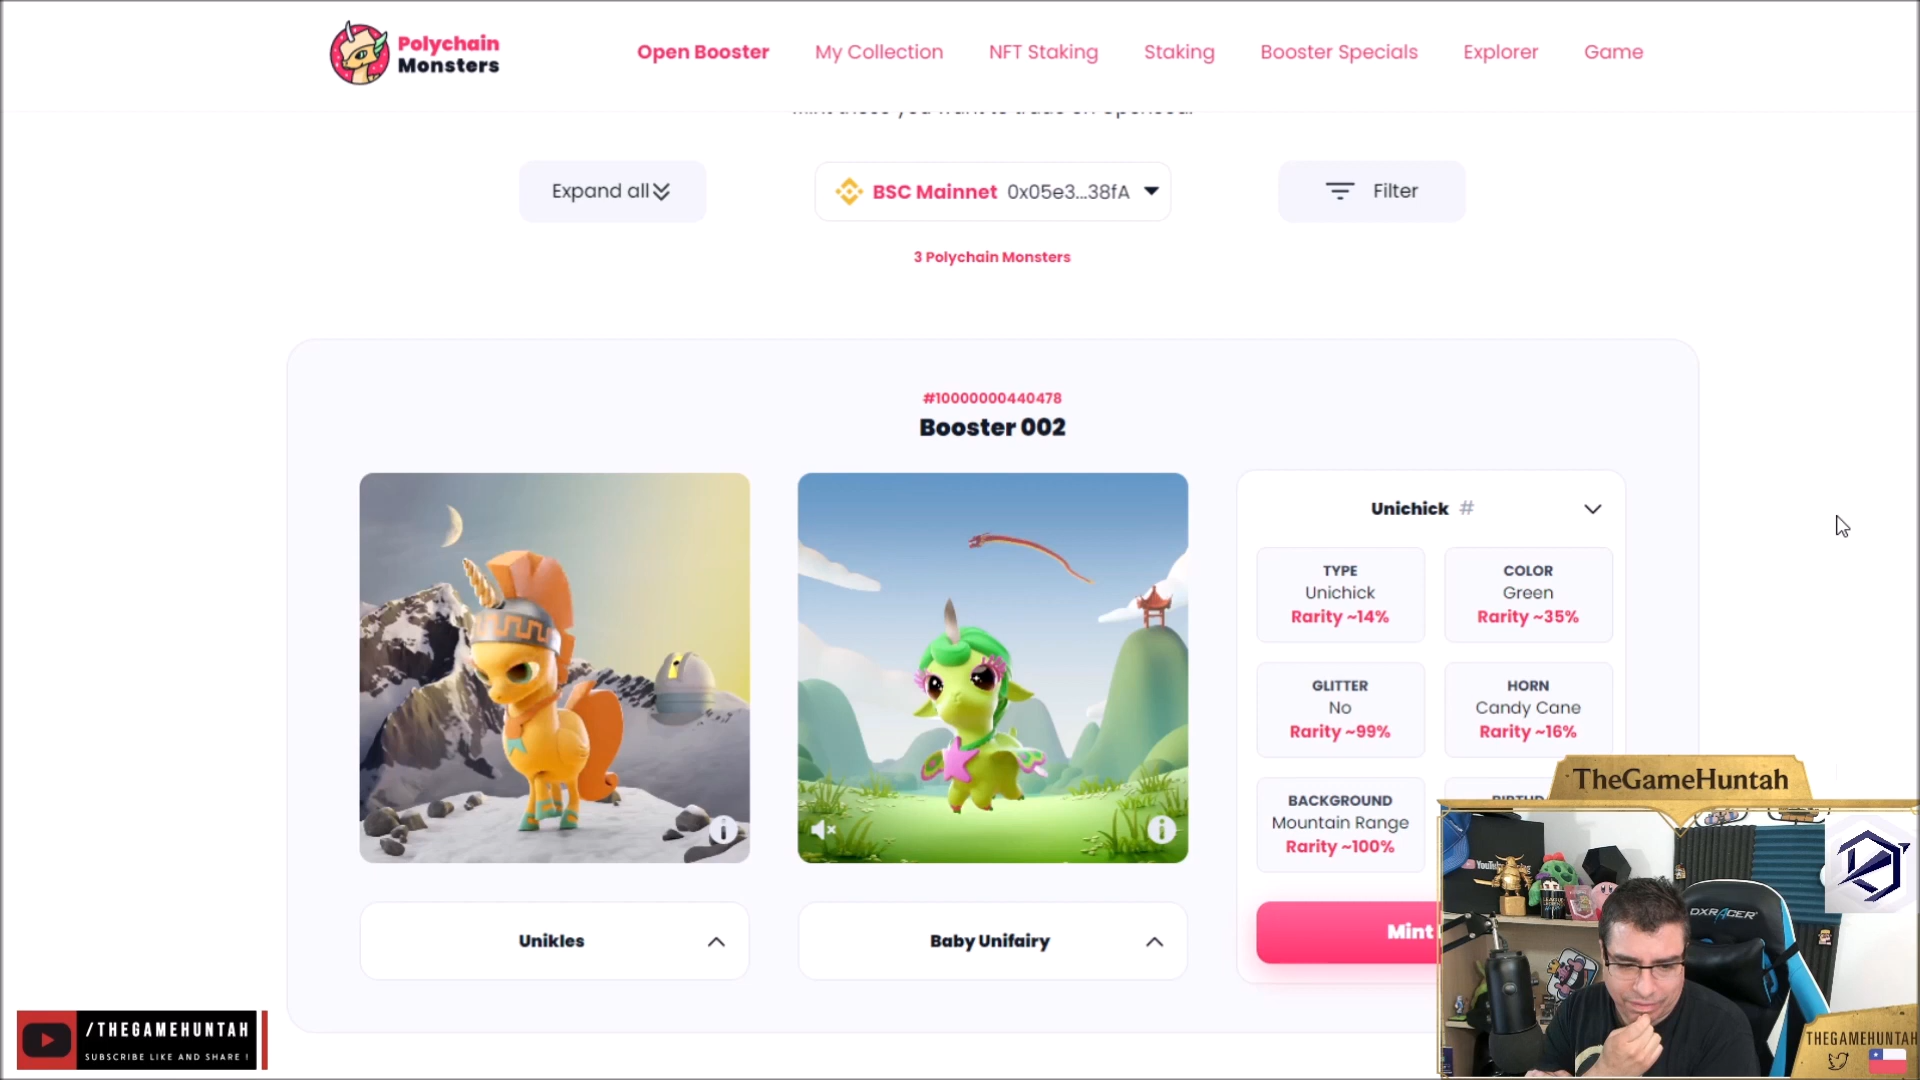 Polychain
Monsters
Open Booster
My Collection
NFT Staking
Staking
Booster Specials
Explorer
Game
Expand all
BSC Mainnet 0x05e3...38fA
Filter
3 Polychain Monsters
#10000000440478
Booster 002
Unichick #
TYPE
Unichick
Rarity ~14%
COLOR
Green
Rarity ~35%
GLITTER
No
Rarity ~99%
HORN
Candy Cane
Rarity ~16%
BACKGROUND
Mountain Range
Rarity ~100%
Mint
Unikles
Baby Unifairy
TheGameHuntah
DXRACER
THEGAMEHUNTAH
/THEGAMEHUNTAH
SUBSCRIBE LIKE AND SHARE !